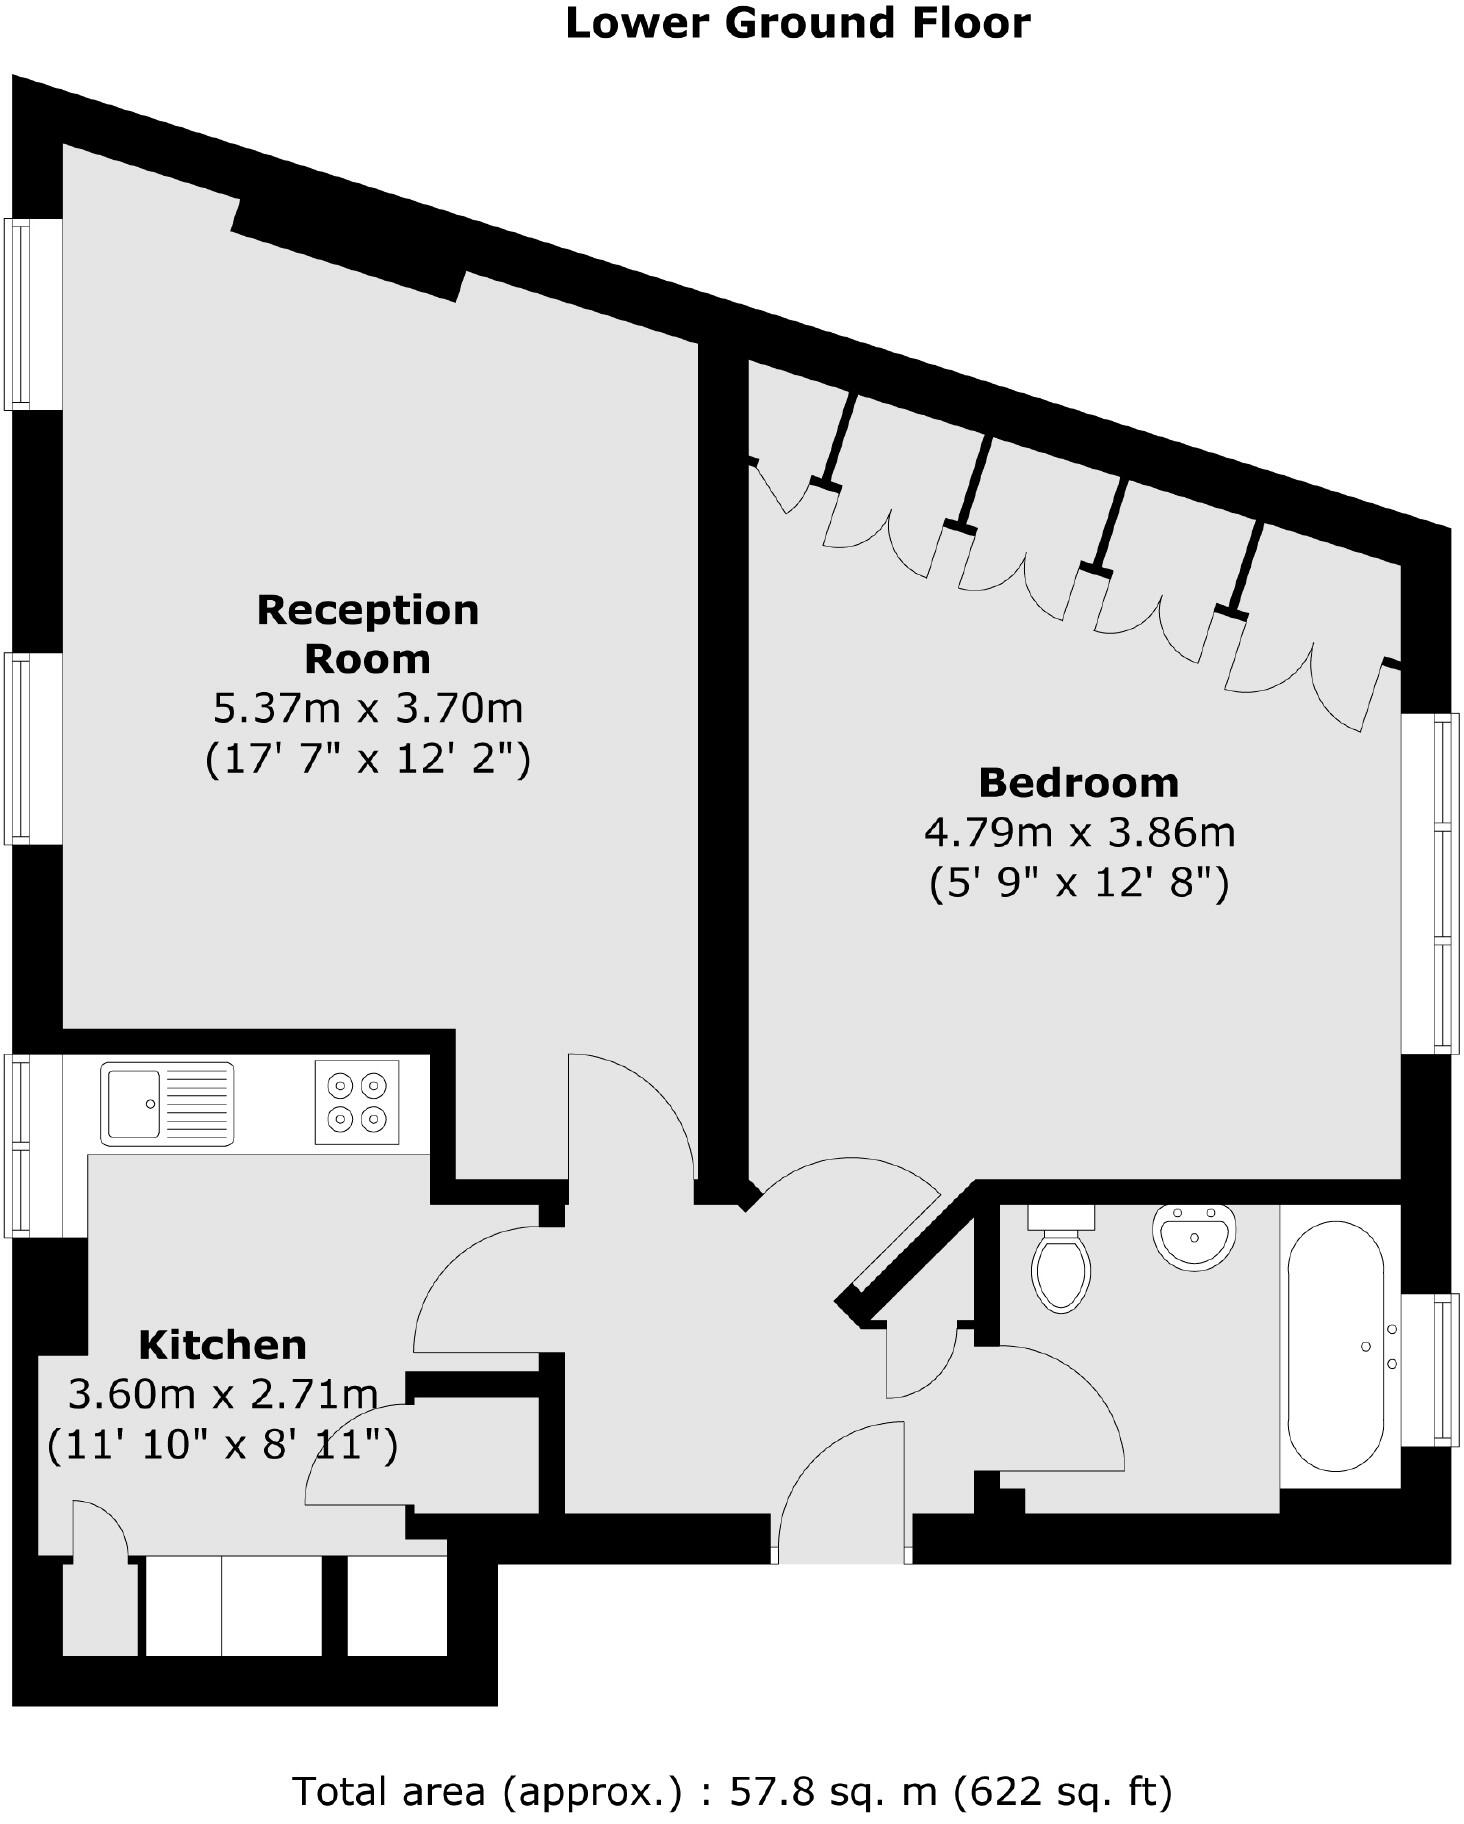 Lower Ground Floor
Reception
Room
5.37m x 3.70m
(17' 7" x 12' 2")
Bedroom
4.79m x 3.86m
(5' 9" x 12' 8")
Kitchen
3.60m x 2.71m
(11' 10" x 8' 11")
Total area (approx.) : 57.8 sq. m (622 sq. ft)